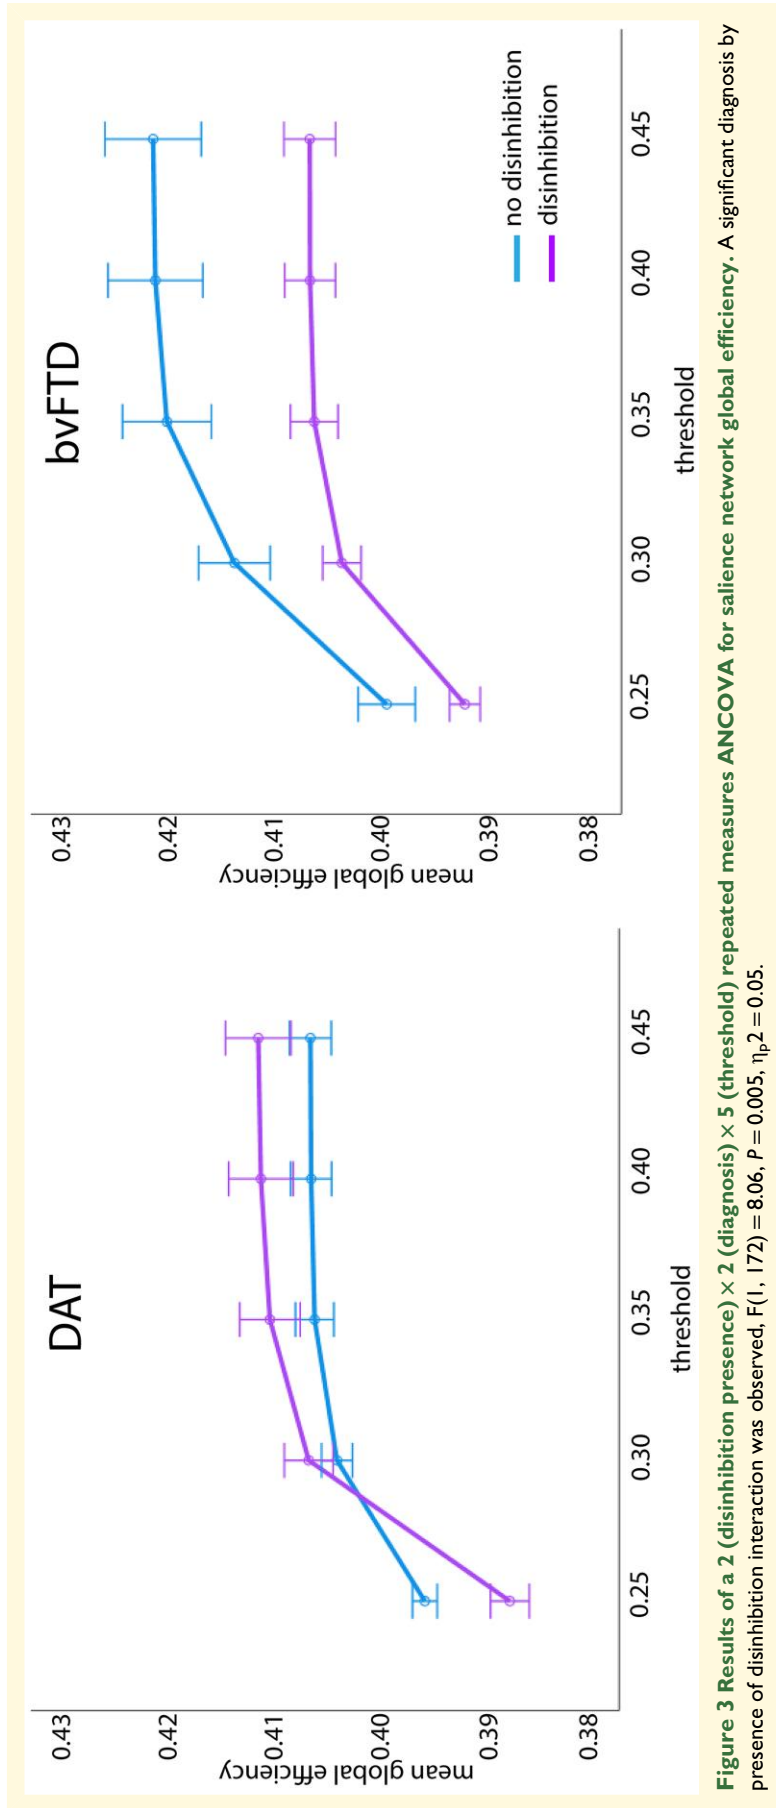 DAT
0.43
0.42
0.41
0.40
0.39
0.38
mean global efficiency
0.25
0.30
0.35
0.40
0.45
threshold
bvFTD
0.43
0.42
0.41
0.40
0.39
0.38
mean global efficiency
0.25
0.30
0.35
0.40
0.45
threshold
no disinhibition
disinhibition
Figure 3 Results of a 2 (disinhibition presence) × 2 (diagnosis) × 5 (threshold) repeated measures ANCOVA for salience network global efficiency. A significant diagnosis by
presence of disinhibition interaction was observed, F(1, 172) = 8.06, P = 0.005, ηp2 = 0.05.